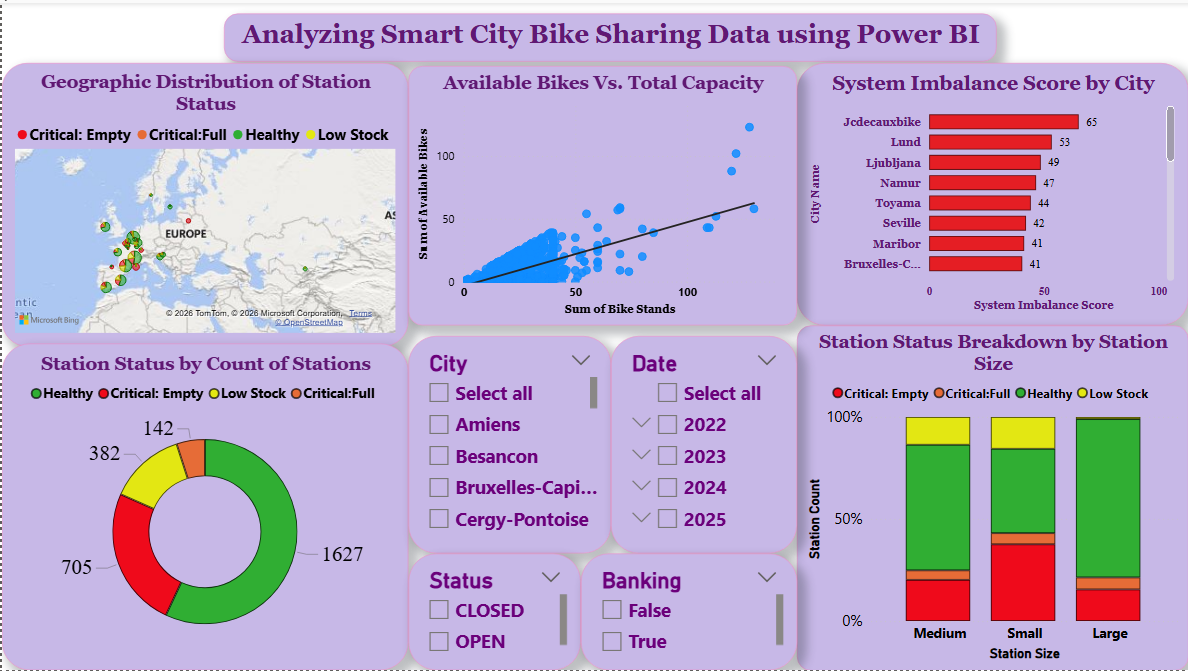 Analyzing Smart City Bike Sharing Data using Power BI
Geographic Distribution of Station
Status
Critical: Empty Critical:Full Healthy Low Stock
EUROPE
AS
ntic
ean
Microsoft Bing
© 2026 TomTom, © 2026 Microsoft Corporation, Terms
© OpenStreetMap
Available Bikes Vs. Total Capacity
Sum of Available Bikes
100
50
0
0 50 100
Sum of Bike Stands
System Imbalance Score by City
City Name
Jcdecauxbike 65
Lund 53
Ljubljana 49
Namur 47
Toyama 44
Seville 42
Maribor 41
Bruxelles-C... 41
0 50 100
System Imbalance Score
Station Status by Count of Stations
Healthy Critical: Empty Low Stock Critical:Full
142
382
705
1627
City
Select all
Amiens
Besancon
Bruxelles-Capi...
Cergy-Pontoise
Date
Select all
2022
2023
2024
2025
Status
CLOSED
OPEN
Banking
False
True
Station Status Breakdown by Station
Size
Critical: Empty Critical:Full Healthy Low Stock
Station Count
100%
50%
0%
Medium Small Large
Station Size